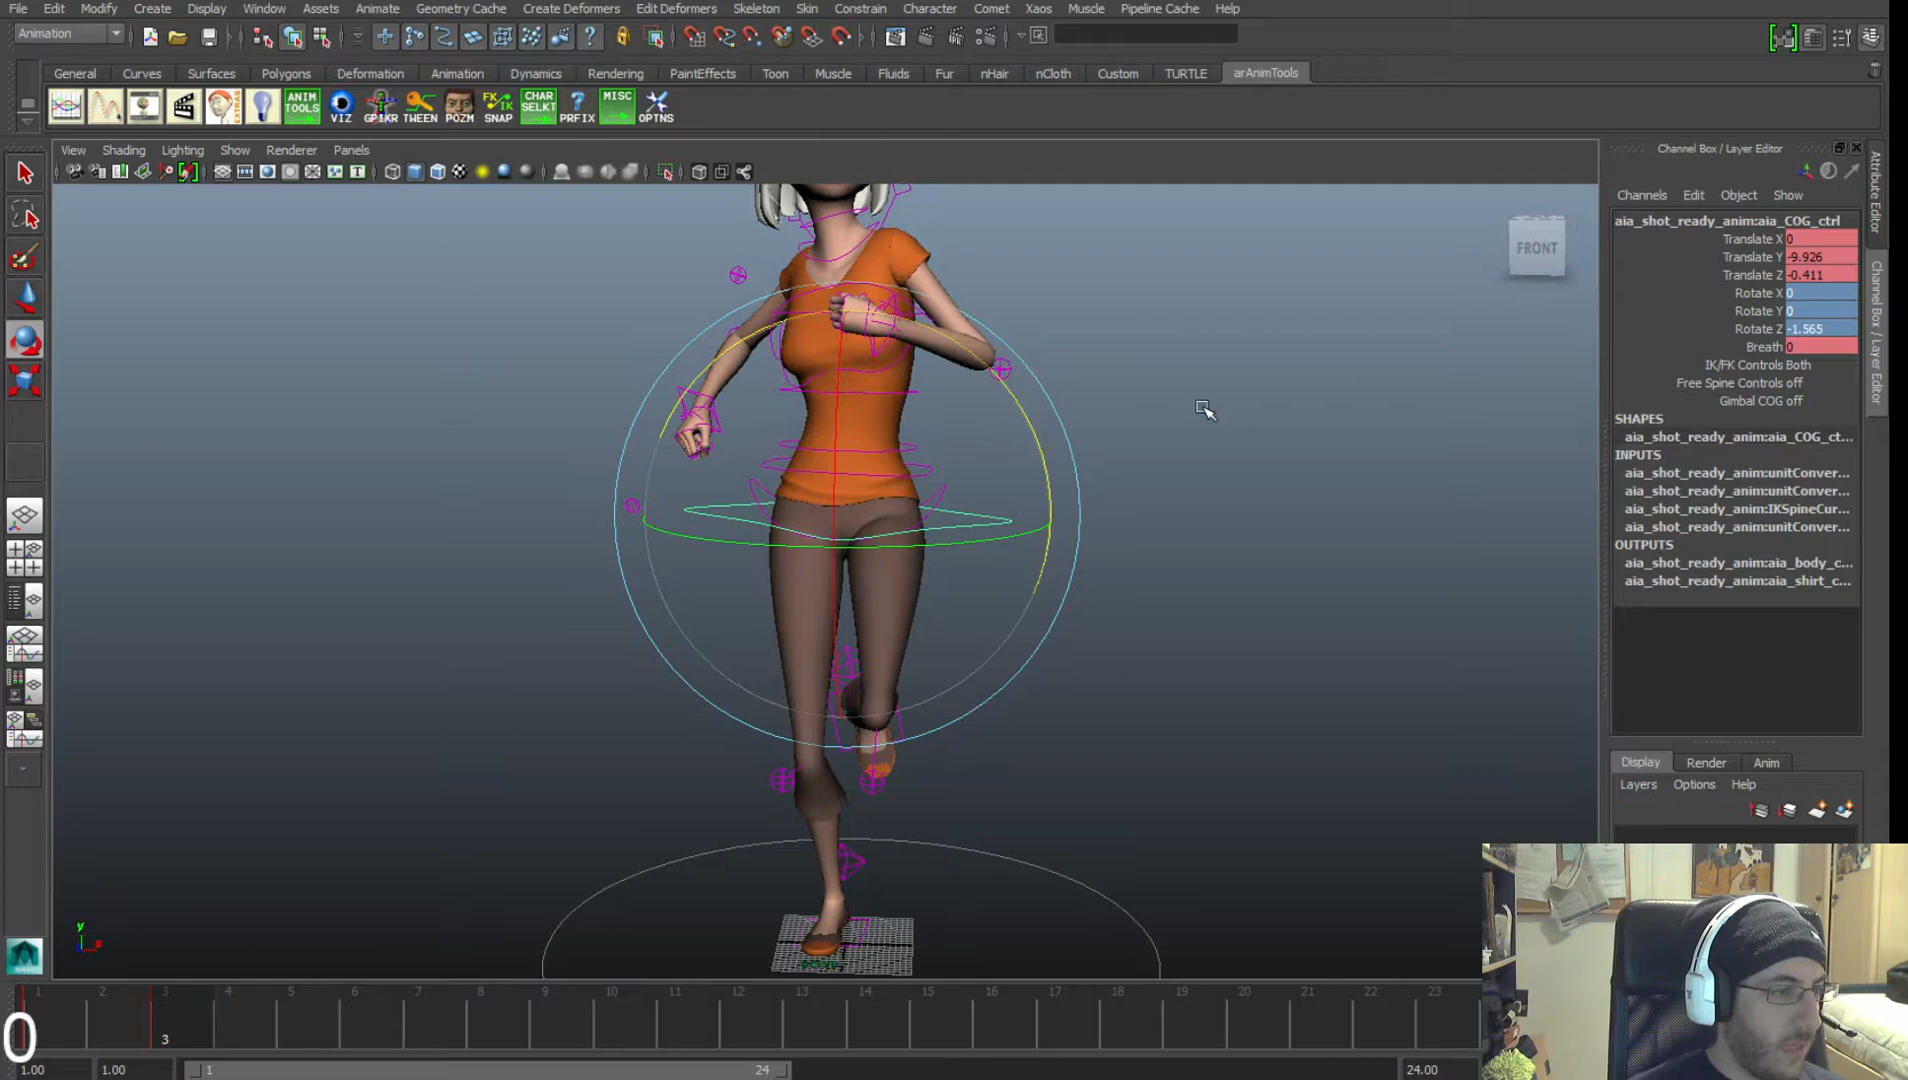 File Edit Modify Create Display Window Assets Animate Geometry Cache Create Deformers Edit Deformers Skeleton Skin Constrain Character Comet Xaos Muscle Pipeline Cache Help
Animation
General Curves Surfaces Polygons Deformation Animation Dynamics Rendering PaintEffects Toon Muscle Fluids Fur nHair nCloth Custom TURTLE arAnimTools
ANIM TOOLS VIZ GPIKR TWEEN POZM FK IK SNAP CHAR SELKT PRFIX MISC OPTNS
View Shading Lighting Show Renderer Panels
FRONT
Channel Box / Layer Editor
Channels Edit Object Show
aia_shot_ready_anim:aia_COG_ctrl
Translate X 0
Translate Y -9.926
Translate Z -0.411
Rotate X 0
Rotate Y 0
Rotate Z -1.565
Breath 0
IK/FK Controls Both
Free Spine Controls off
Gimbal COG off
SHAPES
aia_shot_ready_anim:aia_COG_ct...
INPUTS
aia_shot_ready_anim:unitConver...
aia_shot_ready_anim:unitConver...
aia_shot_ready_anim:IKSpineCur...
aia_shot_ready_anim:unitConver...
OUTPUTS
aia_shot_ready_anim:aia_body_c...
aia_shot_ready_anim:aia_shirt_c...
Attribute Editor
Channel Box / Layer Editor
Display Render Anim
Layers Options Help
y
x
1 2 3 4 5 6 7 8 9 10 11 12 13 14 15 16 17 18 19 20 21 22 23
0
3
1.00 1.00 1 24 24.00